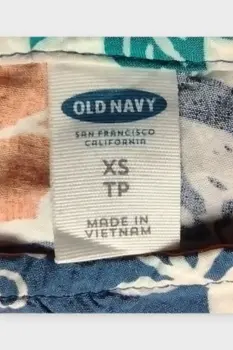 OLD NAVY
SAN FRANCISCO
CALIFORNIA
XS
TP
MADE IN
VIETNAM